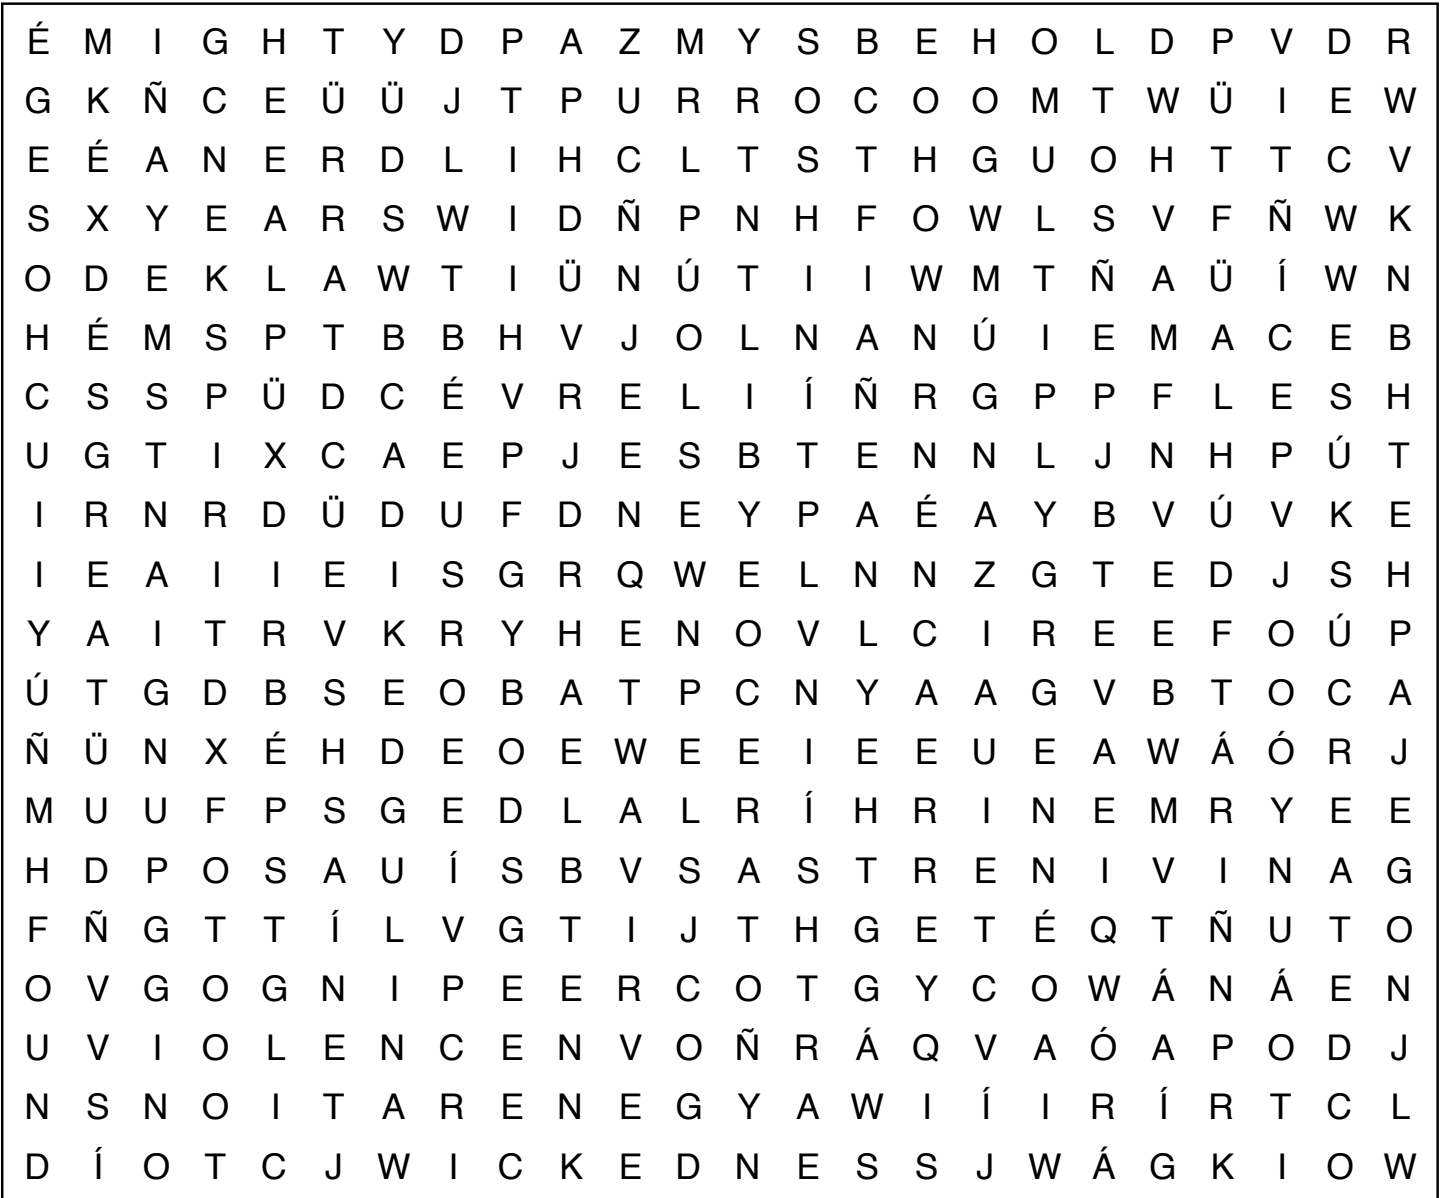 É M I G H T Y D P A Z M Y S B E H O L D P V D R
G K Ñ C E Ü Ü J T P U R R O C O O M T W Ü I E W
E É A N E R D L I H C L T S T H G U O H T T C V
S X Y E A R S W I D Ñ P N H F O W L S V F Ñ W K
O D E K L A W T I Ü N Ú T I I W M T Ñ A Ü Í W N
H É M S P T B B H V J O L N A N Ú I E M A C E B
C S S P Ü D C É V R E L I Í Ñ R G P P F L E S H
U G T I X C A E P J E S B T E N N L J N H P Ú T
I R N R D Ü D U F D N E Y P A É A Y B V Ú V K E
I E A I I E I S G R Q W E L N N Z G T E D J S H
Y A I T R V K R Y H E N O V L C I R E E F O Ú P
Ú T G D B S E O B A T P C N Y A A G V B T O C A
Ñ Ü N X É H D E O E W E E I E E U E A W Á Ó R J
M U U F P S G E D L A L R Í H R I N E M R Y E E
H D P O S A U Í S B V S A S T R E N I V I N A G
F Ñ G T T Í L V G T I J T H G E T É Q T Ñ U T O
O V G O G N I P E E R C O T G Y C O W Á N Á E N
U V I O L E N C E N V O Ñ R Á Q V A Ó A P O D J
N S N O I T A R E N E G Y A W I Í I R Í R T C L
D Í O T C J W I C K E D N E S S J W Á G K I O W